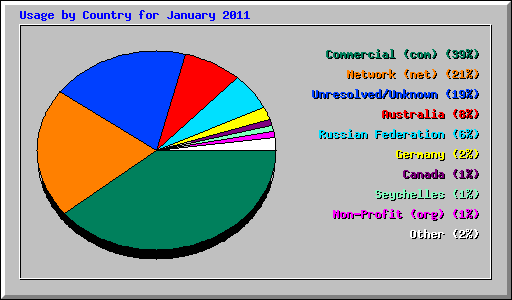 Usage by Country for January 2011
Commercial (com) (39%)
Network (net) (21%)
Unresolved/Unknown (19%)
Australia (8%)
Russian Federation (6%)
Germany (2%)
Canada (1%)
Seychelles (1%)
Non-Profit (org) (1%)
Other (2%)